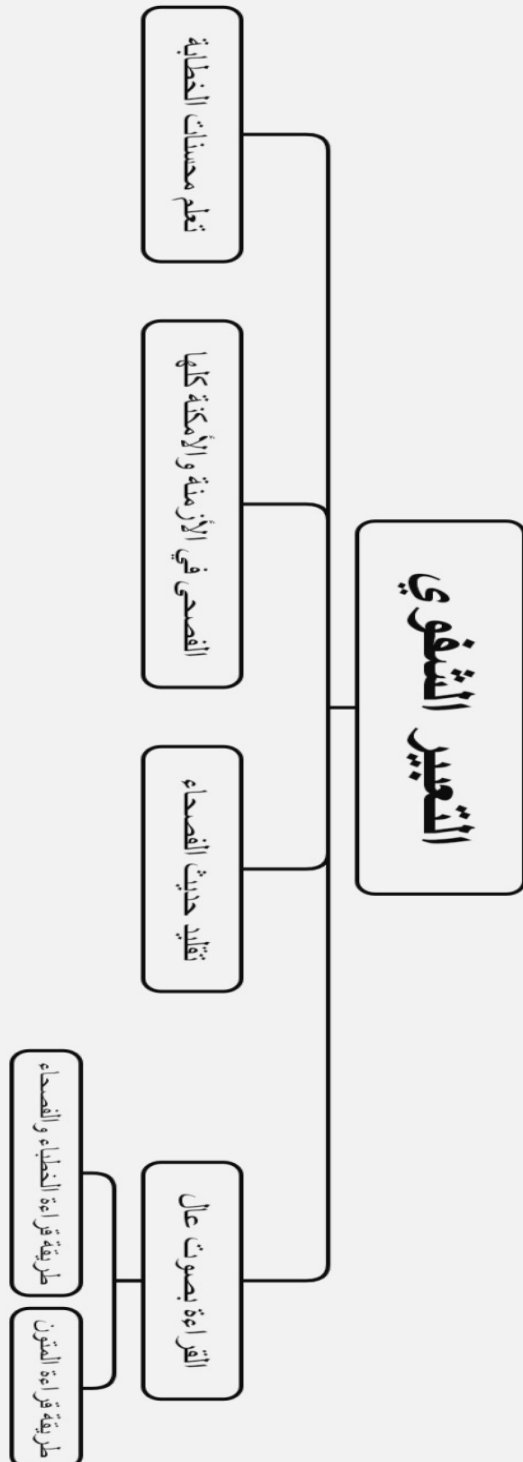 التعبير الشفوي
القراءة بصوت عال
طريقة قراءة المتون
طريقة قراءة الخطباء والفصحاء
تقليد حديث الفصحاء
الفصحى في الأزمنة والأمكنة كلها
تعلم محسنات الخطابة